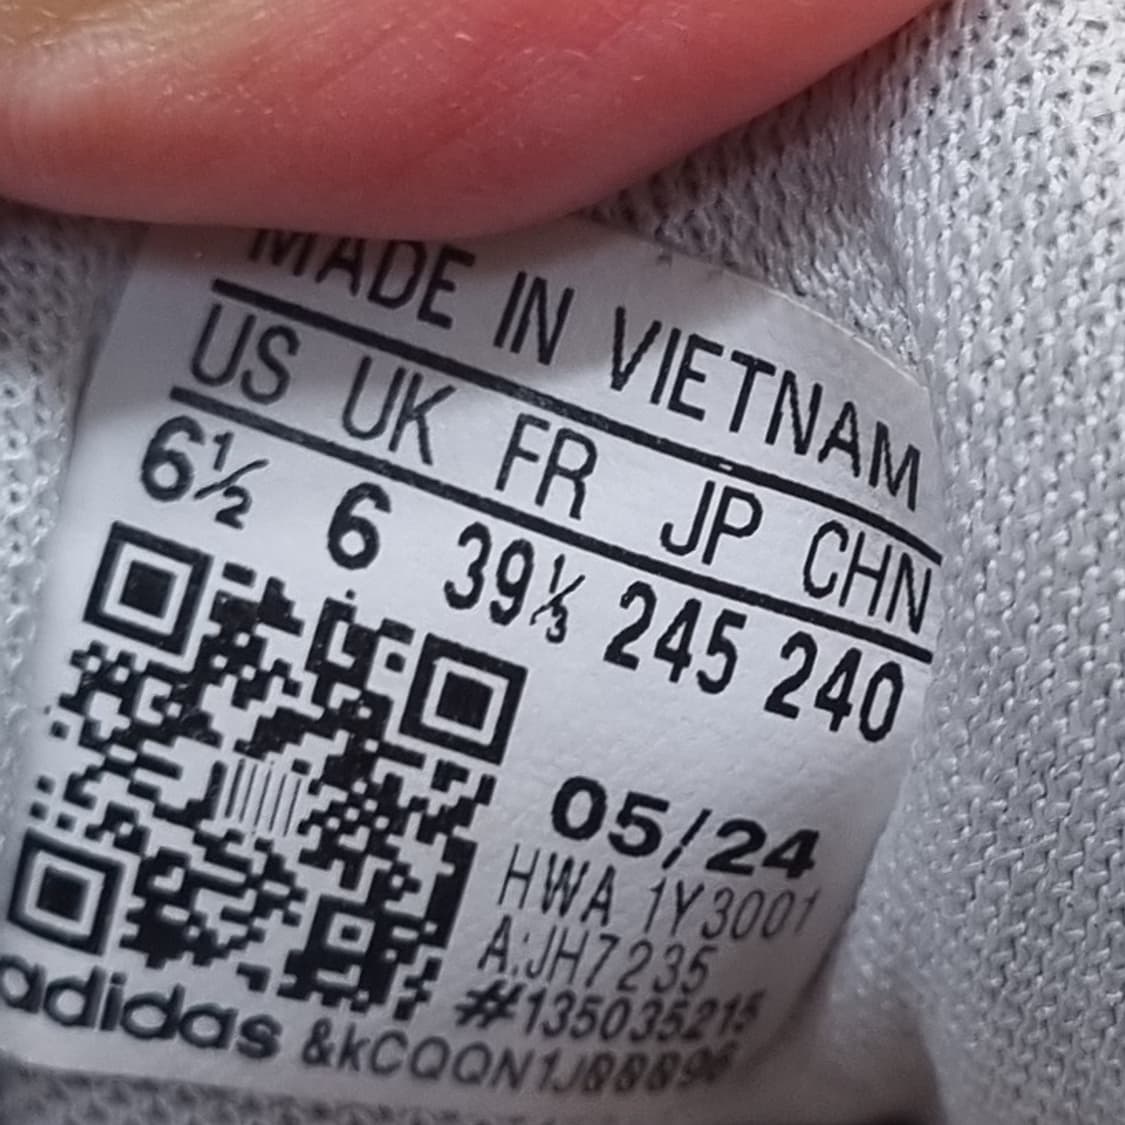 MADE IN VIETNAM
US UK FR JP CHN
6½ 6 39⅓ 245 240
05/24
HWA 1Y3001
A:JH7235
#135035215
adidas